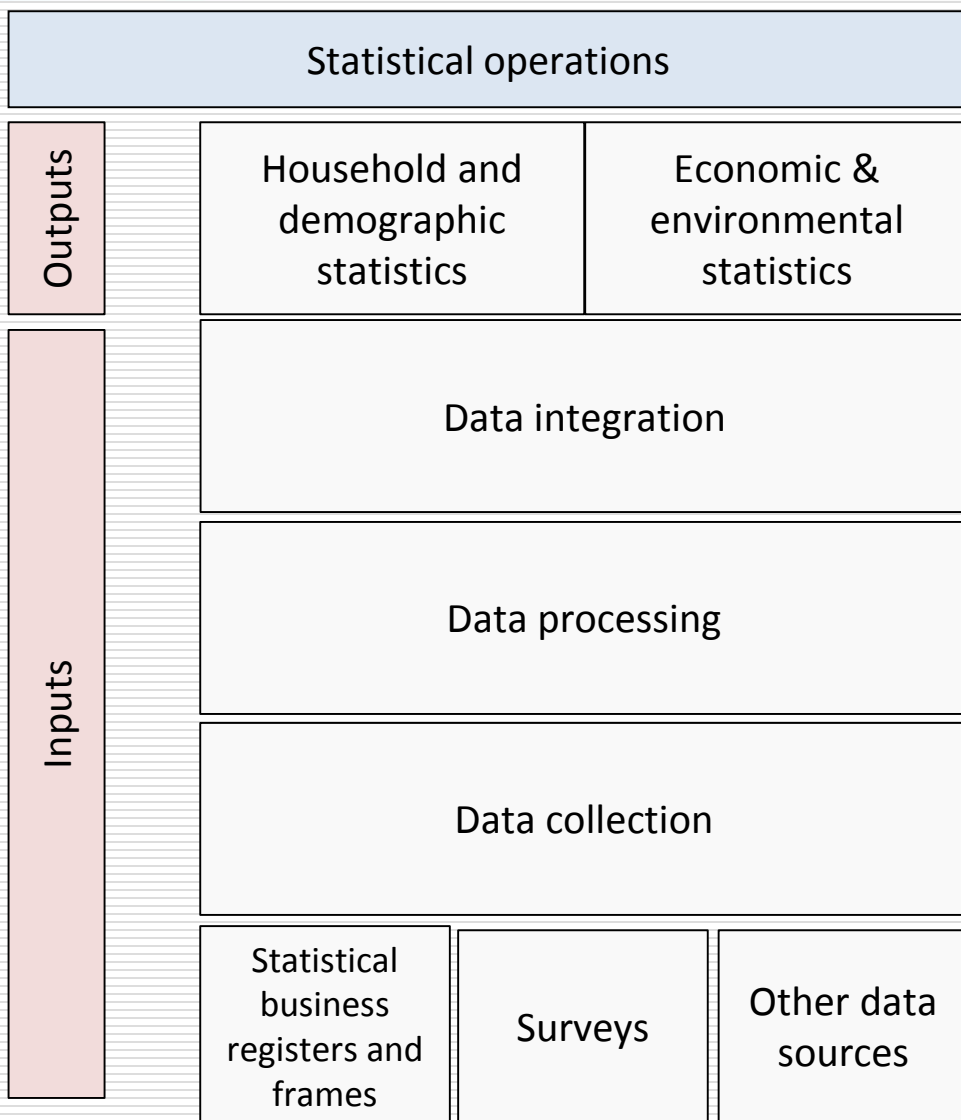 Statistical operations
Outputs
Household and
demographic
statistics
Economic &
environmental
statistics
Inputs
Data integration
Data processing
Data collection
Statistical
business
registers and
frames
Surveys
Other data
sources